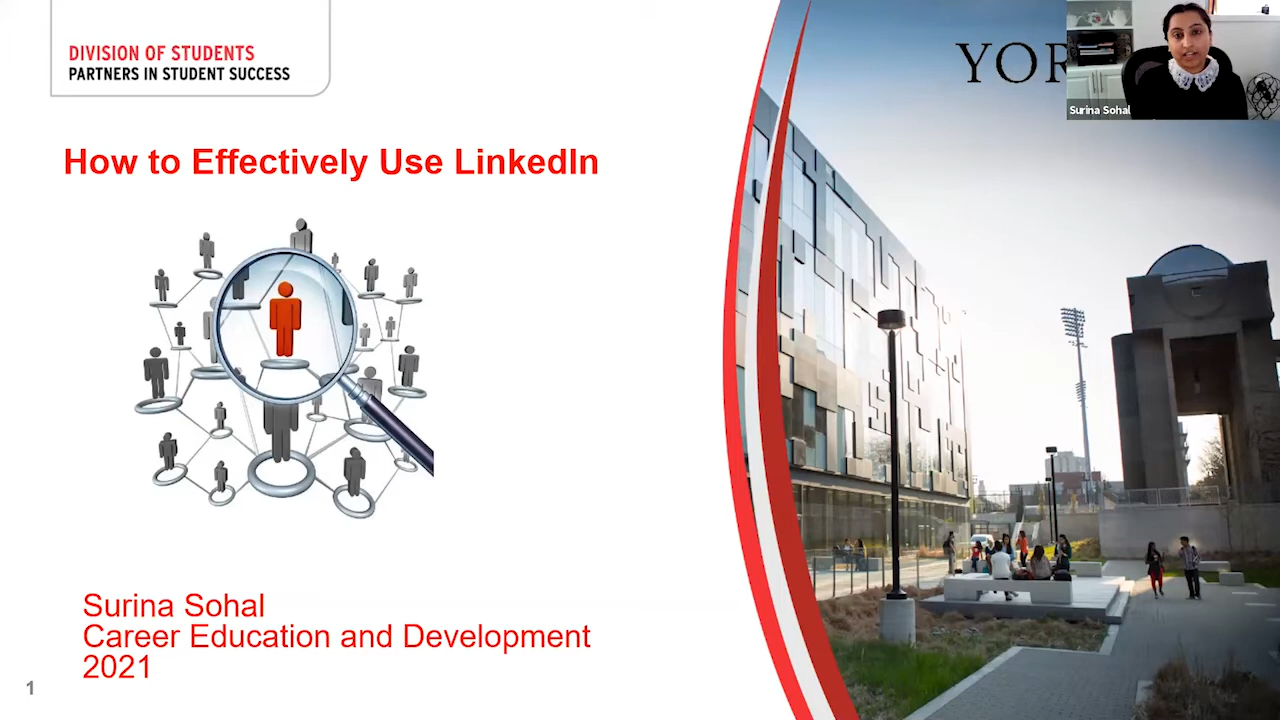 DIVISION OF STUDENTS
PARTNERS IN STUDENT SUCCESS
How to Effectively Use LinkedIn
Surina Sohal
Surina Sohal
Career Education and Development
2021
1